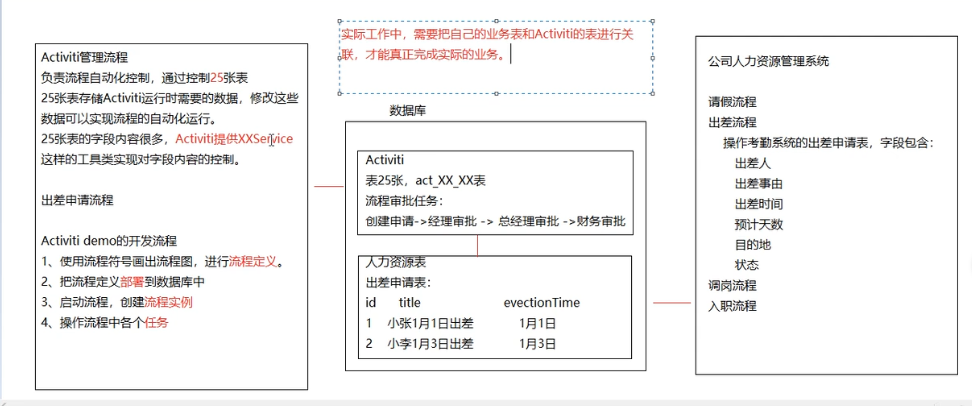 Activiti管理流程
负责流程自动化控制，通过控制25张表
25张表存储Activiti运行时需要的数据，修改这些
数据可以实现流程的自动化运行。
25张表的字段内容很多，Activiti提供XXService
这样的工具类实现对字段内容的控制。
出差申请流程
Activiti demo的开发流程
1、使用流程符号画出流程图，进行流程定义。
2、把流程定义部署到数据库中
3、启动流程，创建流程实例
4、操作流程中各个任务
实际工作中，需要把自己的业务表和Activiti的表进行关
联，才能真正完成实际的业务。
数据库
Activiti
表25张，act_XX_XX表
流程审批任务：
创建申请->经理审批 -> 总经理审批 ->财务审批
人力资源表
出差申请表：
id title evectionTime
1 小张1月1日出差 1月1日
2 小李1月3日出差 1月3日
公司人力资源管理系统
请假流程
出差流程
操作考勤系统的出差申请表，字段包含：
出差人
出差事由
出差时间
预计天数
目的地
状态
调岗流程
入职流程